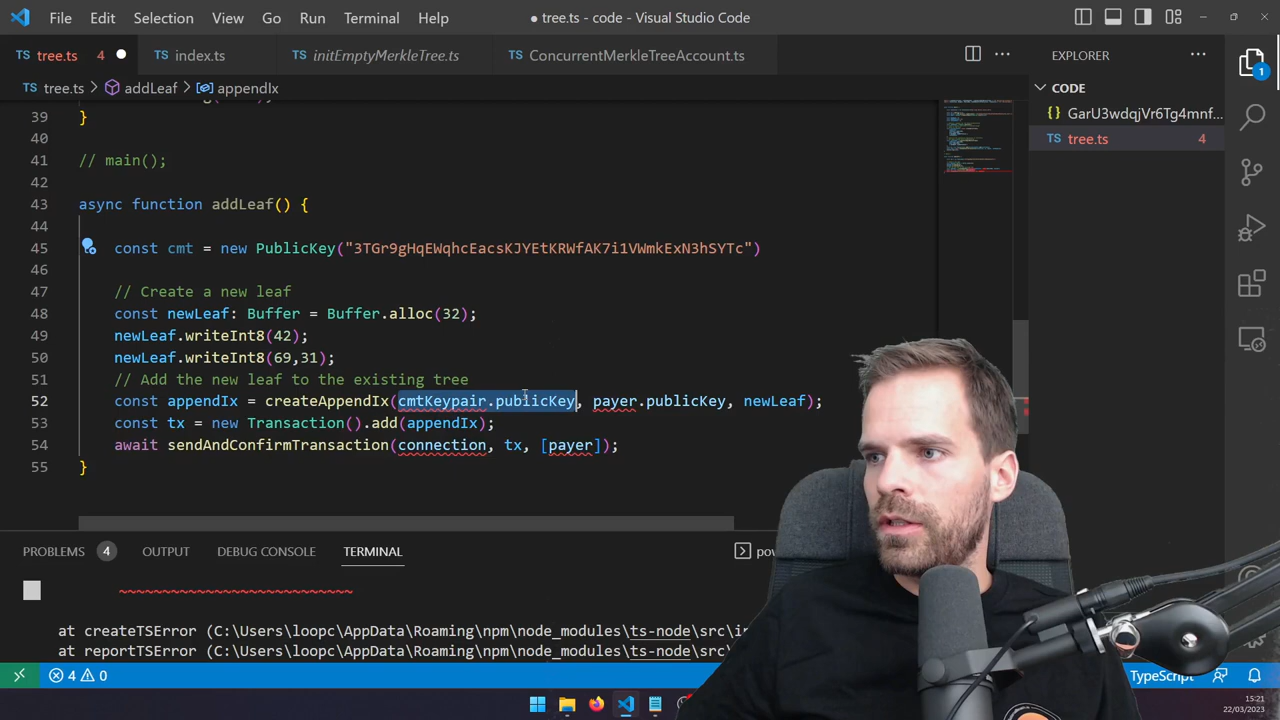 File Edit Selection View Go Run Terminal Help
● tree.ts - code - Visual Studio Code
TS tree.ts 4 ●
TS index.ts
TS initEmptyMerkleTree.ts
TS ConcurrentMerkleTreeAccount.ts
EXPLORER
TS tree.ts > addLeaf > appendIx
CODE
{} GarU3wdqjVr6Tg4mnf...
TS tree.ts 4
1
39 }
40
41 // main();
42
43 async function addLeaf() {
44
45 const cmt = new PublicKey("3TGr9gHqEWqhcEacsKJYEtKRWfAK7i1VWmkExN3hSYTc")
46
47 // Create a new leaf
48 const newLeaf: Buffer = Buffer.alloc(32);
49 newLeaf.writeInt8(42);
50 newLeaf.writeInt8(69,31);
51 // Add the new leaf to the existing tree
52 const appendIx = createAppendIx(cmtKeypair.publicKey, payer.publicKey, newLeaf);
53 const tx = new Transaction().add(appendIx);
54 await sendAndConfirmTransaction(connection, tx, [payer]);
55 }
PROBLEMS 4 OUTPUT DEBUG CONSOLE TERMINAL
at createTSError (C:\Users\loopc\AppData\Roaming\npm\node_modules\ts-node\src\
at reportTSError (C:\Users\loopc\AppData\Roaming\npm\node_modules\ts-node\src\
4 0
TypeScript
15:21
22/03/2023